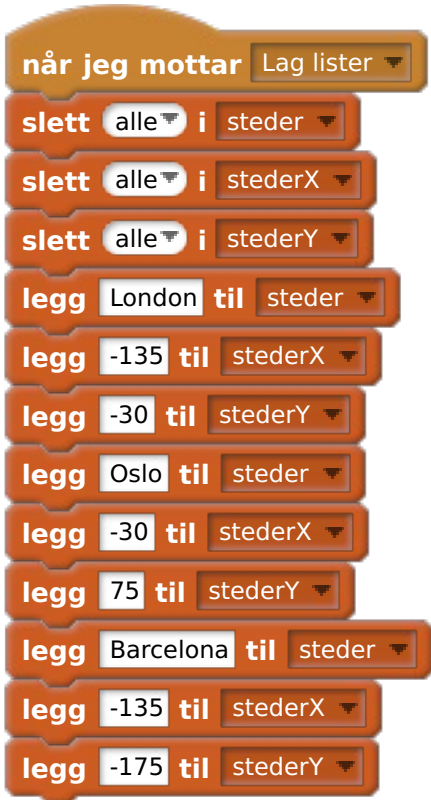 når jeg mottar Lag lister
slett alle i steder
slett alle i stederX
slett alle i stederY
legg London til steder
legg -135 til stederX
legg -30 til stederY
legg Oslo til steder
legg -30 til stederX
legg 75 til stederY
legg Barcelona til steder
legg -135 til stederX
legg -175 til stederY